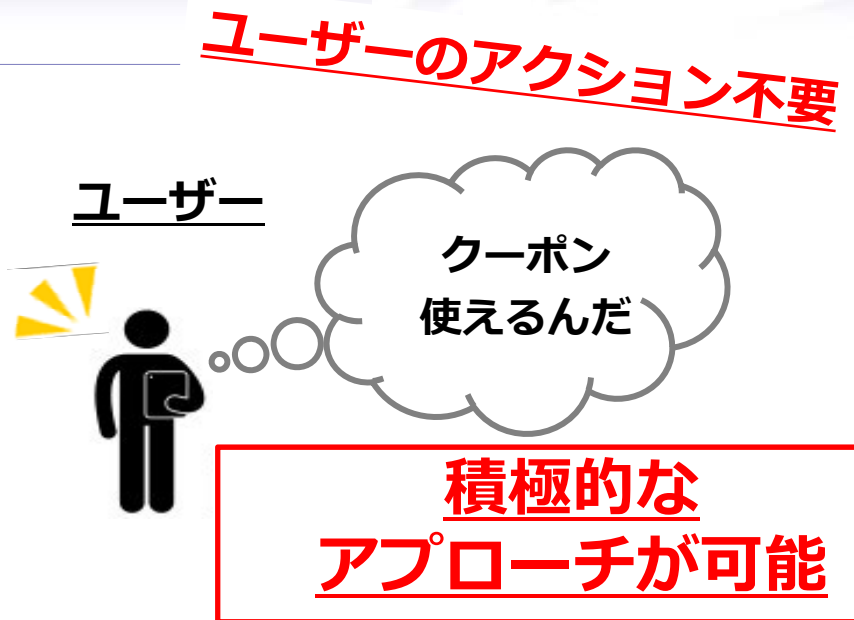 ユーザーのアクション不要
ユーザー
クーポン
使えるんだ
積極的な
アプローチが可能